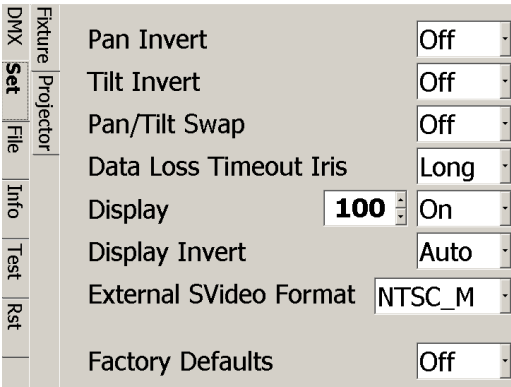 DMX
Set
File
Info
Test
Rst
Fixture
Projector
Pan Invert Off
Tilt Invert Off
Pan/Tilt Swap Off
Data Loss Timeout Iris Long
Display 100 On
Display Invert Auto
External SVideo Format NTSC_M
Factory Defaults Off